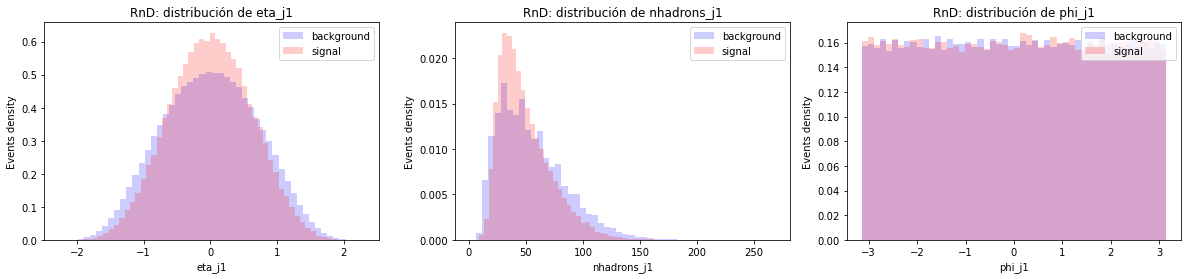 RnD: distribución de eta_j1
background
signal
Events density
0.6
0.5
0.4
0.3
0.2
0.1
0.0
−2
−1
0
1
2
eta_j1
RnD: distribución de nhadrons_j1
background
signal
Events density
0.020
0.015
0.010
0.005
0.000
0
50
100
150
200
250
nhadrons_j1
RnD: distribución de phi_j1
background
signal
Events density
0.16
0.14
0.12
0.10
0.08
0.06
0.04
0.02
0.00
−3
−2
−1
0
1
2
3
phi_j1